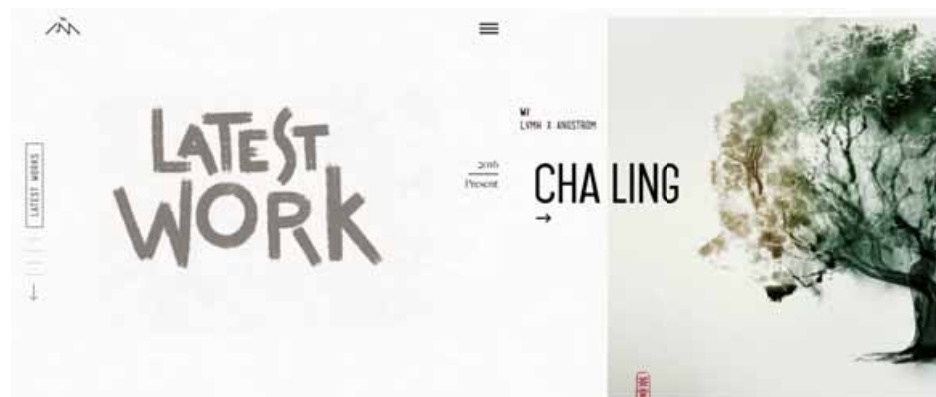 LATEST
WORK
LATEST WORKS
2016
Present
W/
LVMH X ANGSTROM
CHA LING
→